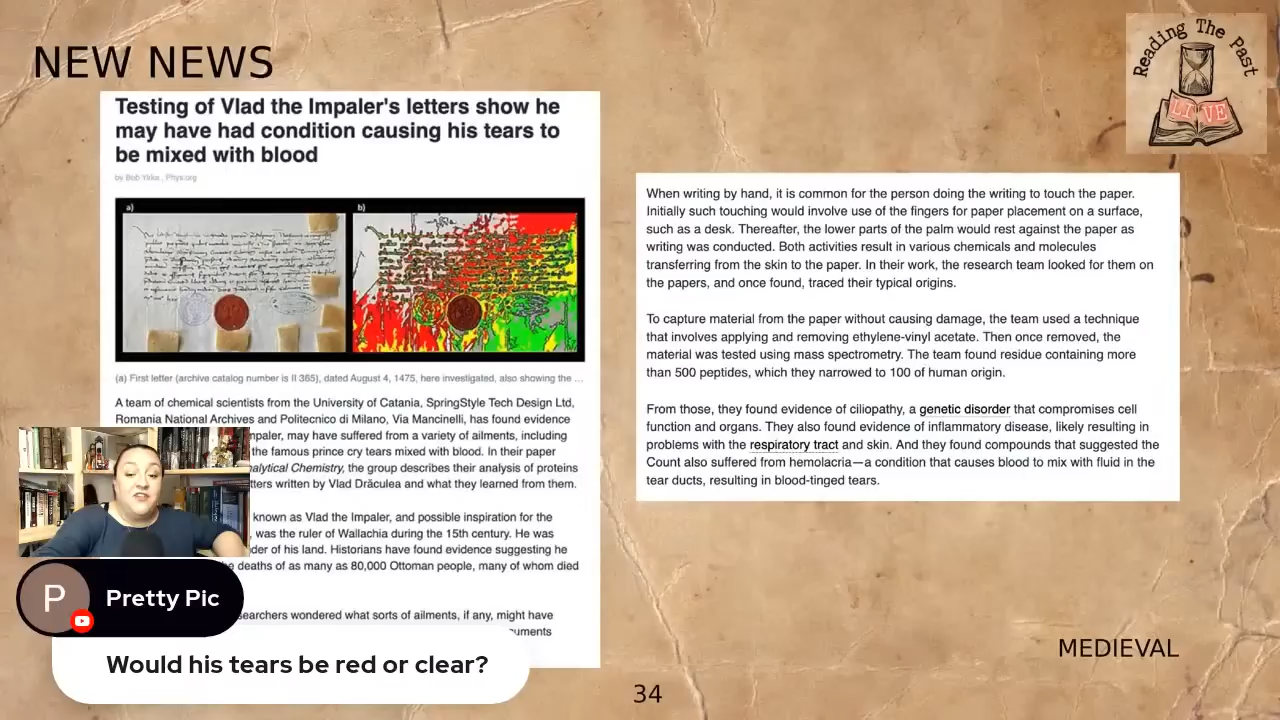 NEW NEWS
Reading The Past
LIVE
Testing of Vlad the Impaler's letters show he
may have had condition causing his tears to
be mixed with blood
by Bob Yirka , Phys.org
a)
b)
(a) First letter (archive catalog number is II 365), dated August 4, 1475, here investigated, also showing the ...
A team of chemical scientists from the University of Catania, SpringStyle Tech Design Ltd,
Romania National Archives and Politecnico di Milano, Via Mancinelli, has found evidence
may have suffered from a variety of ailments, including
the famous prince cry tears mixed with blood. In their paper
Chemistry, the group describes their analysis of proteins
written by Vlad Drăculea and what they learned from them.
known as Vlad the Impaler, and possible inspiration for the
, was the ruler of Wallachia during the 15th century. He was
of his land. Historians have found evidence suggesting he
deaths of as many as 80,000 Ottoman people, many of whom died
wondered what sorts of ailments, if any, might have
When writing by hand, it is common for the person doing the writing to touch the paper.
Initially such touching would involve use of the fingers for paper placement on a surface,
such as a desk. Thereafter, the lower parts of the palm would rest against the paper as
writing was conducted. Both activities result in various chemicals and molecules
transferring from the skin to the paper. In their work, the research team looked for them on
the papers, and once found, traced their typical origins.
To capture material from the paper without causing damage, the team used a technique
that involves applying and removing ethylene-vinyl acetate. Then once removed, the
material was tested using mass spectrometry. The team found residue containing more
than 500 peptides, which they narrowed to 100 of human origin.
From those, they found evidence of ciliopathy, a genetic disorder that compromises cell
function and organs. They also found evidence of inflammatory disease, likely resulting in
problems with the respiratory tract and skin. And they found compounds that suggested the
Count also suffered from hemolacria—a condition that causes blood to mix with fluid in the
tear ducts, resulting in blood-tinged tears.
P
Pretty Pic
Would his tears be red or clear?
MEDIEVAL
34